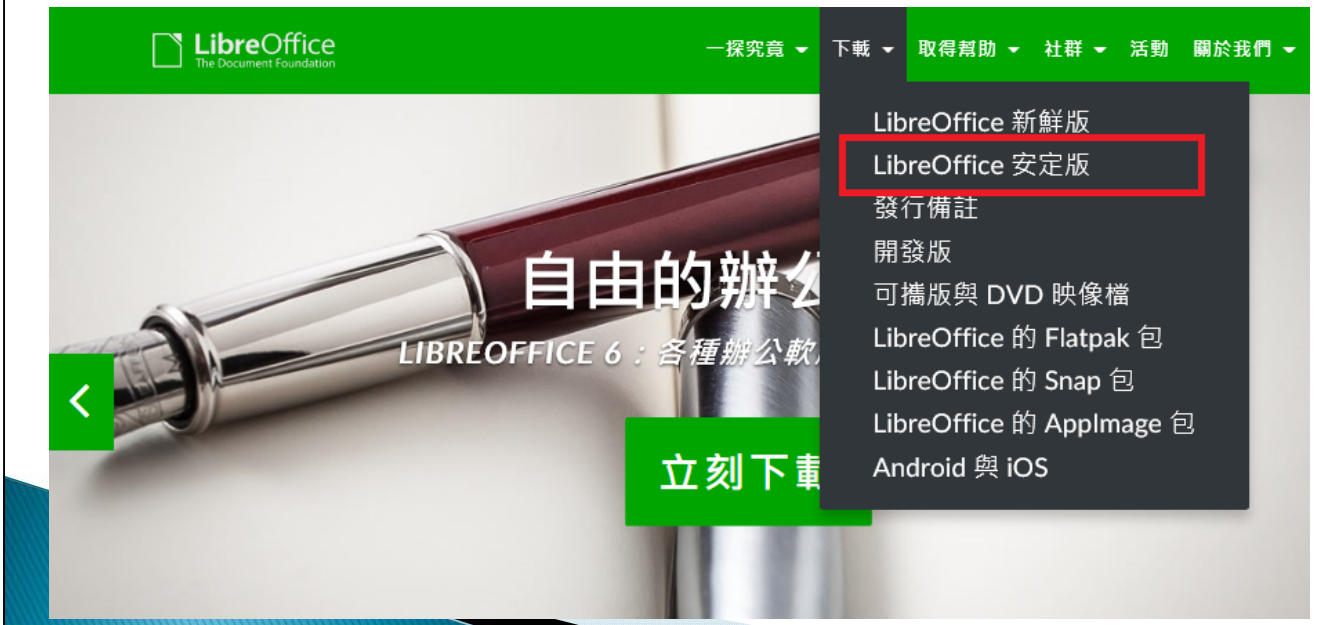 LibreOffice
The Document Foundation
一探究竟 下載 取得幫助 社群 活動 關於我們
LibreOffice 新鮮版
LibreOffice 安定版
發行備註
開發版
可攜版與 DVD 映像檔
LibreOffice 的 Flatpak 包
LibreOffice 的 Snap 包
LibreOffice 的 AppImage 包
Android 與 iOS
自由的辦公
LIBREOFFICE 6：各種辦公軟
立刻下載